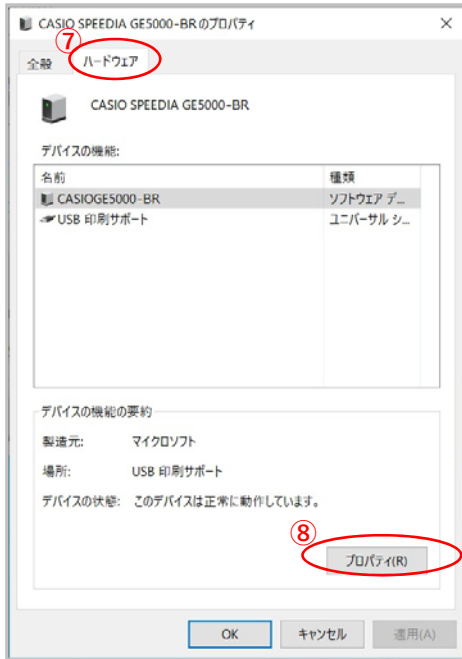 CASIO SPEEDIA GE5000-BRのプロパティ
⑦
全般 ハードウェア
CASIO SPEEDIA GE5000-BR
デバイスの機能:
名前 種類
CASIOGE5000-BR ソフトウェア デ...
USB 印刷サポート ユニバーサル シ...
デバイスの機能の要約
製造元: マイクロソフト
場所: USB 印刷サポート
デバイスの状態: このデバイスは正常に動作しています。
⑧
プロパティ(R)
OK キャンセル 適用(A)